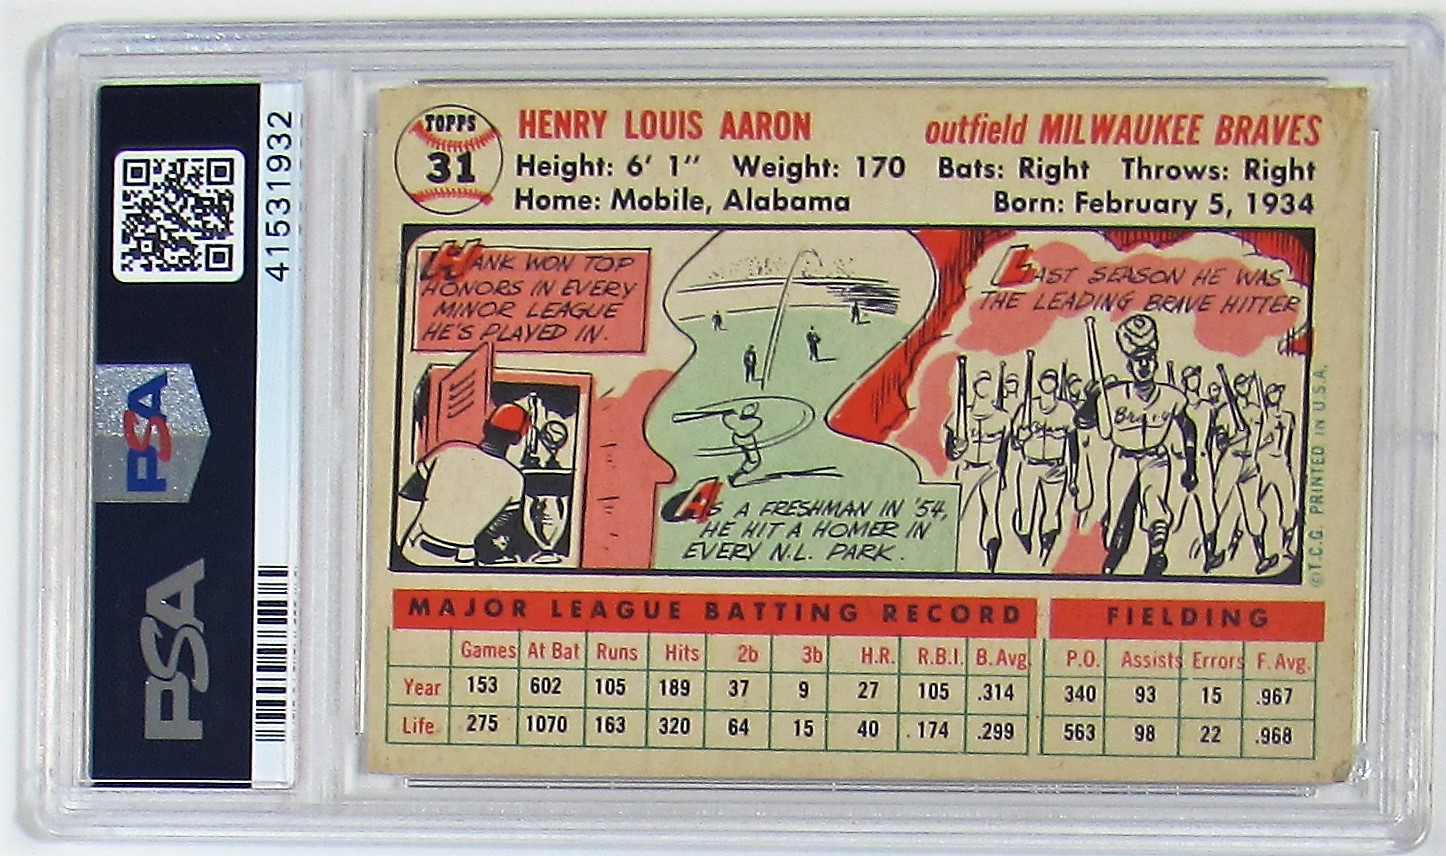 41531932
PSA
PSA
TOPPS
31
HENRY LOUIS AARON
outfield MILWAUKEE BRAVES
Height: 6' 1" Weight: 170 Bats: Right Throws: Right
Home: Mobile, Alabama
Born: February 5, 1934
HANK WON TOP
HONORS IN EVERY
MINOR LEAGUE
HE'S PLAYED IN.
AS A FRESHMAN IN '54,
HE HIT A HOMER IN
EVERY N.L. PARK.
LAST SEASON HE WAS
THE LEADING BRAVE HITTER
Braves
©T.C.G. PRINTED IN U.S.A.
MAJOR LEAGUE BATTING RECORD FIELDING
Games At Bat Runs Hits 2b 3b H.R. R.B.I. B. Avg. P.O. Assists Errors F. Avg.
Year 153 602 105 189 37 9 27 105 .314 340 93 15 .967
Life 275 1070 163 320 64 15 40 174 .299 563 98 22 .968